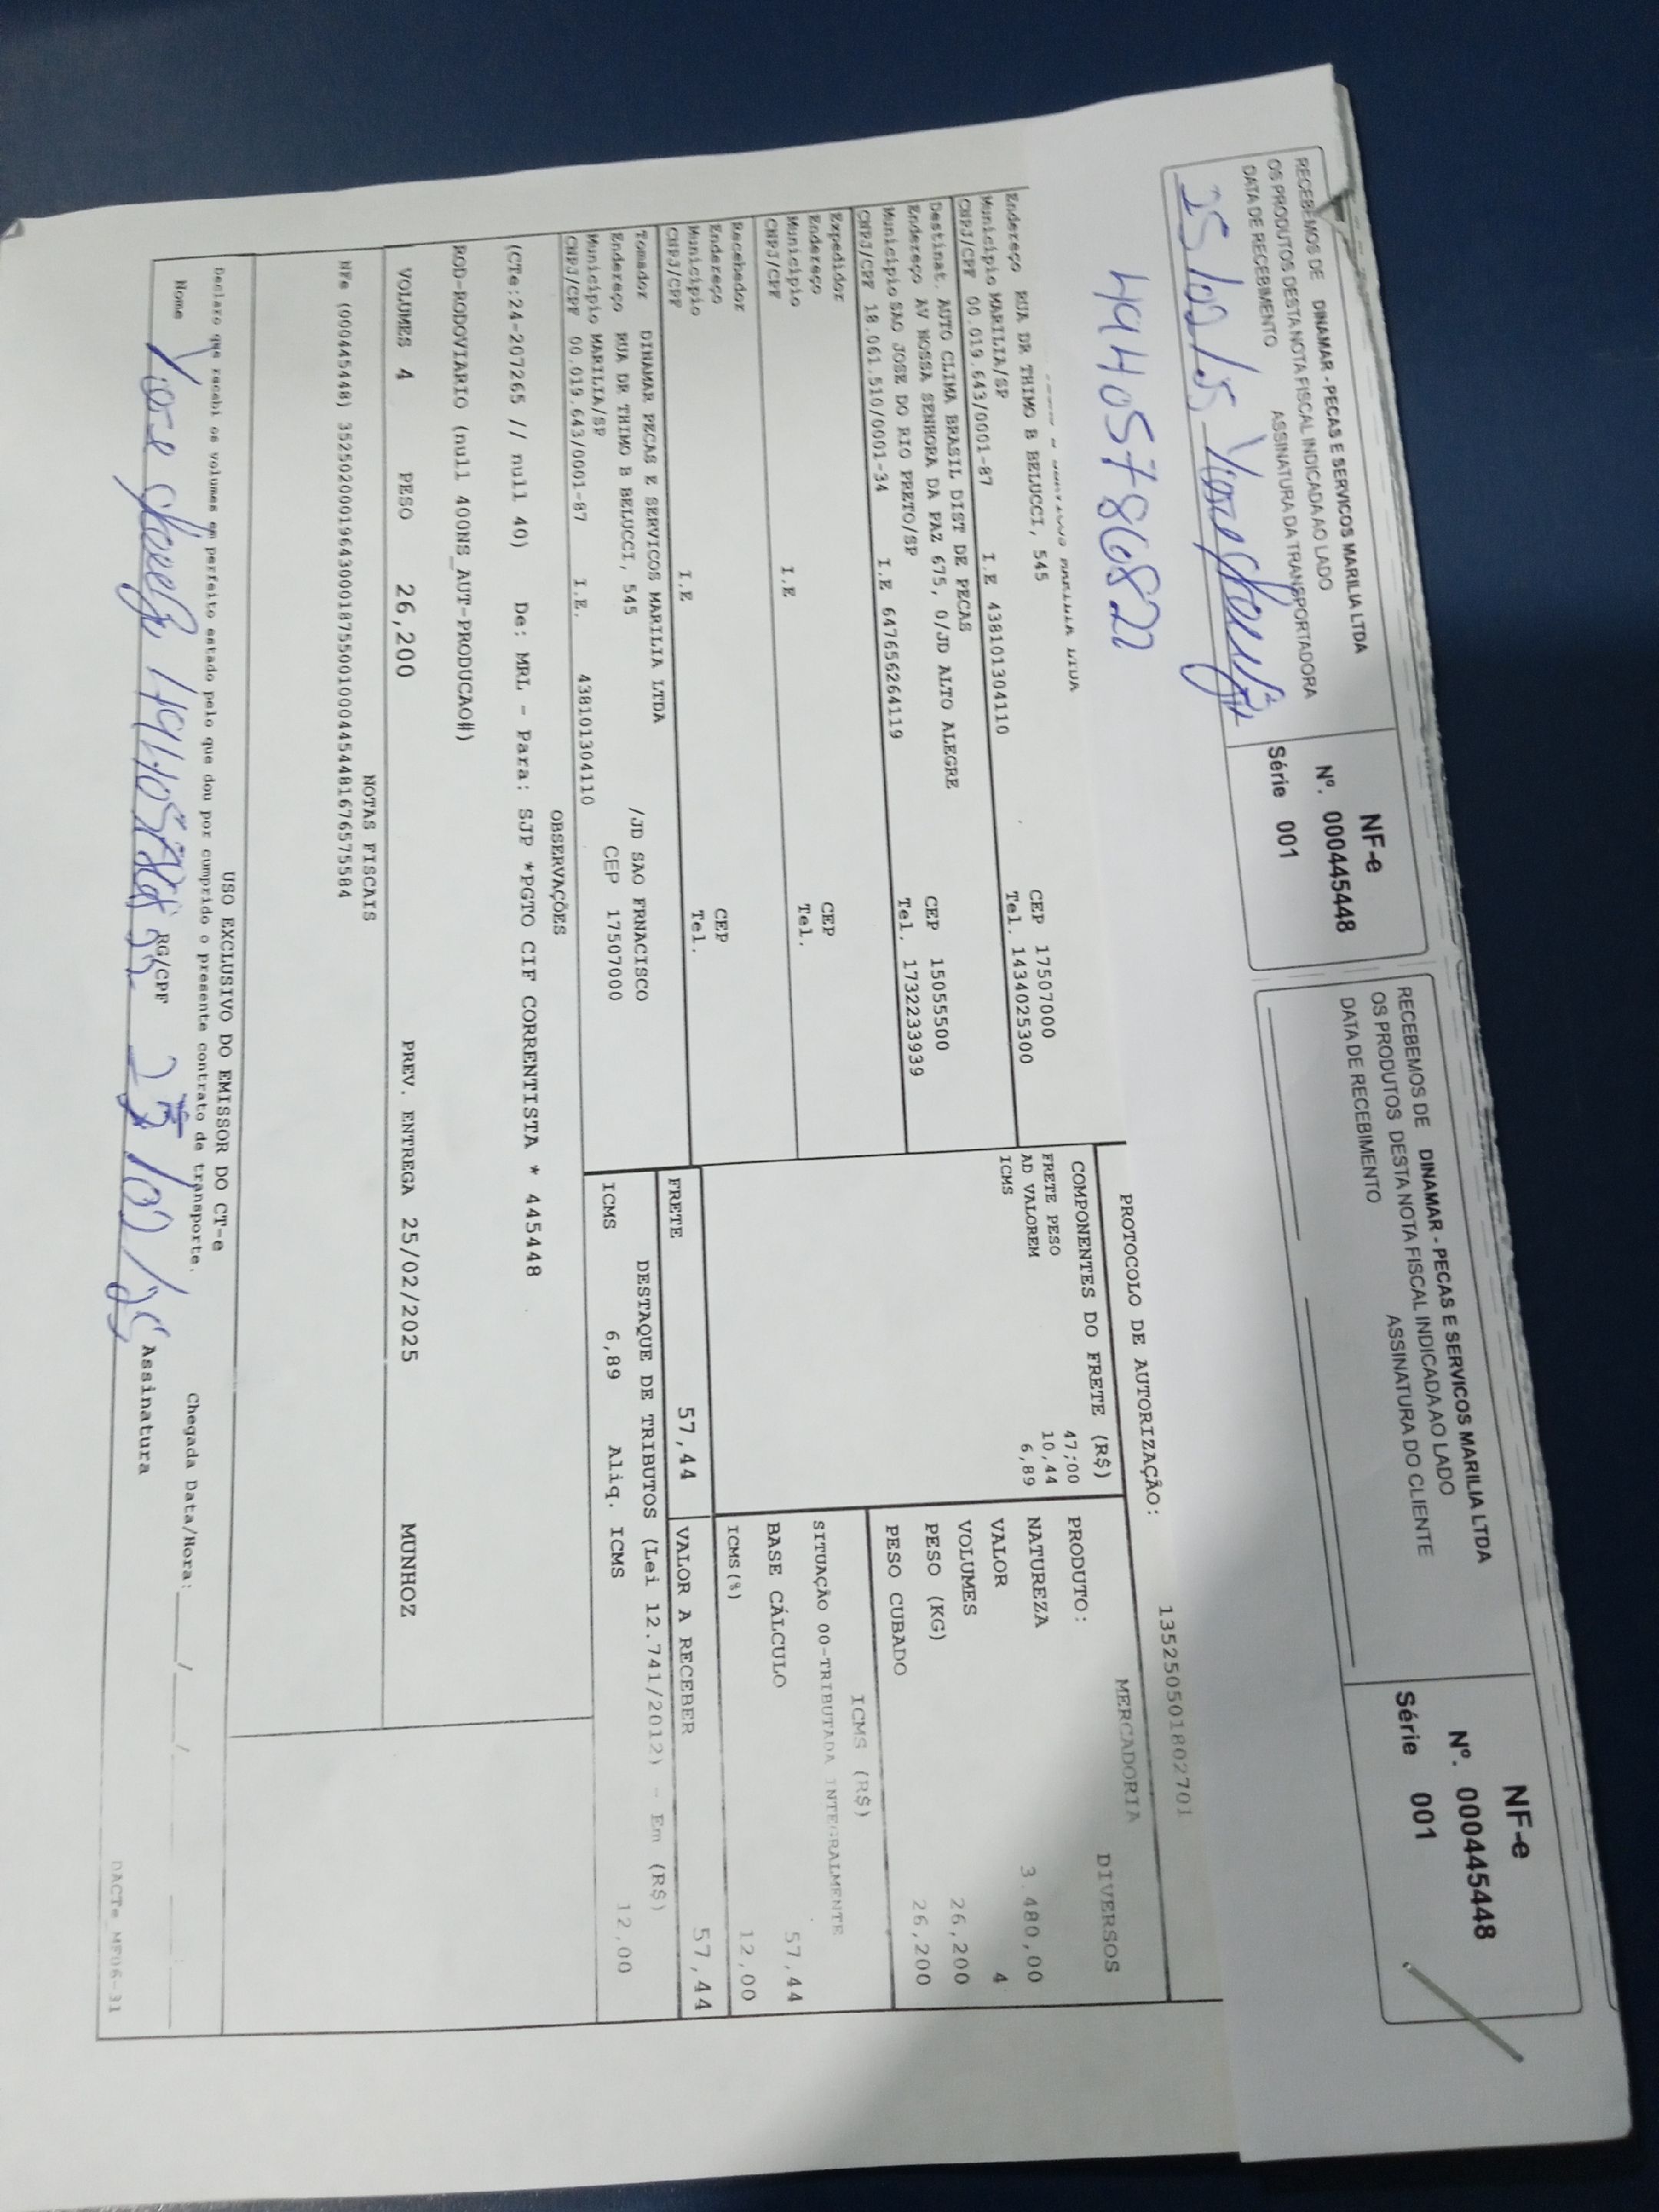 RECEBEMOS DE DINAMAR - PECAS E SERVICOS MARILIA LTDA
OS PRODUTOS DESTA NOTA FISCAL INDICADA AO LADO
DATA DE RECEBIMENTO ASSINATURA DA TRANSPORTADORA
NF-e
Nº. 000445448
Série 001
RECEBEMOS DE DINAMAR - PECAS E SERVICOS MARILIA LTDA
OS PRODUTOS DESTA NOTA FISCAL INDICADA AO LADO
DATA DE RECEBIMENTO ASSINATURA DO CLIENTE
NF-e
Nº. 000445448
Série 001
PROTOCOLO DE AUTORIZAÇÃO: 135250501802701
Endereço RUA DR THIMO B BELUCCI, 545 CEP 17507000
Município MARILIA/SP Tel. 1434025300
CNPJ/CPF 00.019.643/0001-87 I.E 438101304110
Destinat. AUTO CLIMA BRASIL DIST DE PECAS
Endereço AV NOSSA SENHORA DA PAZ 675, 0/JD ALTO ALEGRE CEP 15055500
Município SAO JOSE DO RIO PRETO/SP Tel. 1732233939
CNPJ/CPF 18.061.510/0001-34 I.E 647656264119
Expedidor
Endereço CEP
Município Tel.
CNPJ/CPF I.E
Recebedor
Endereço CEP
Município Tel.
CNPJ/CPF I.E
Tomador DINAMAR PECAS E SERVICOS MARILIA LTDA
Endereço RUA DR THIMO B BELUCCI, 545 /JD SAO FRNACISCO
Município MARILIA/SP CEP 17507000
CNPJ/CPF 00.019.643/0001-87 I.E. 438101304110
COMPONENTES DO FRETE (R$)
FRETE PESO 47,00
AD VALOREM 10,44
ICMS 6,89
MERCADORIA
PRODUTO: DIVERSOS
NATUREZA
VALOR 3.480,00
VOLUMES 4
PESO (KG) 26,200
PESO CUBADO 26,200
ICMS (R$)
SITUAÇÃO 00-TRIBUTADA INTEGRALMENTE
BASE CÁLCULO 57,44
ICMS(%) 12,00
FRETE 57,44 VALOR A RECEBER 57,44
DESTAQUE DE TRIBUTOS (Lei 12.741/2012) - Em (R$)
ICMS 6,89 Aliq. ICMS 12,00
OBSERVAÇÕES
(CTe:24-207265 // null 40) De: MRL - Para: SJP *PGTO CIF CORRENTISTA * 445448
ROD-RODOVIARIO (null 400NS_AUT-PRODUCAO#)
VOLUMES 4 PESO 26,200 PREV. ENTREGA 25/02/2025 MUNHOZ
NOTAS FISCAIS
NFe (000445448) 35250200019643000187550010004454481676575584
USO EXCLUSIVO DO EMISSOR DO CT-e
Declaro que recebi os volumes em perfeito estado pelo que dou por cumprido o presente contrato de transporte. Chegada Data/Hora:
Nome RG/CPF Assinatura
DACTe_MF06-31